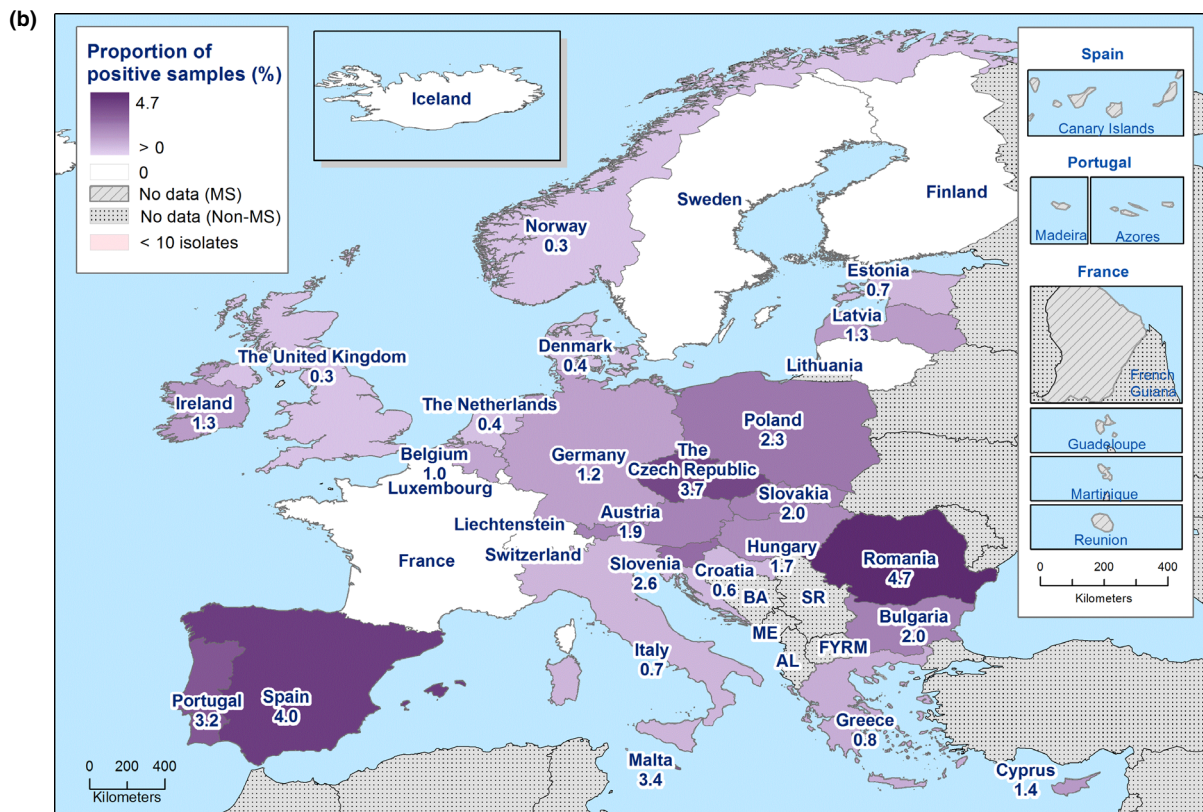 (b)
Proportion of
positive samples (%)
4.7
> 0
0
No data (MS)
No data (Non-MS)
< 10 isolates
Iceland
Spain
Canary Islands
Portugal
Madeira
Azores
France
French
Guiana
Guadeloupe
Martinique
Reunion
0 200 400
Kilometers
Sweden
Finland
Norway
0.3
Estonia
0.7
Latvia
1.3
Lithuania
Denmark
0.4
The United Kingdom
0.3
Ireland
1.3
The Netherlands
0.4
Belgium
1.0
Luxembourg
Germany
1.2
Poland
2.3
The
Czech Republic
3.7
Slovakia
2.0
Austria
1.9
Liechtenstein
Switzerland
France
Hungary
1.7
Slovenia
2.6
Croatia
0.6
Romania
4.7
BA
SR
Bulgaria
2.0
ME
FYRM
AL
Italy
0.7
Portugal
3.2
Spain
4.0
Greece
0.8
Malta
3.4
Cyprus
1.4
0 200 400
Kilometers